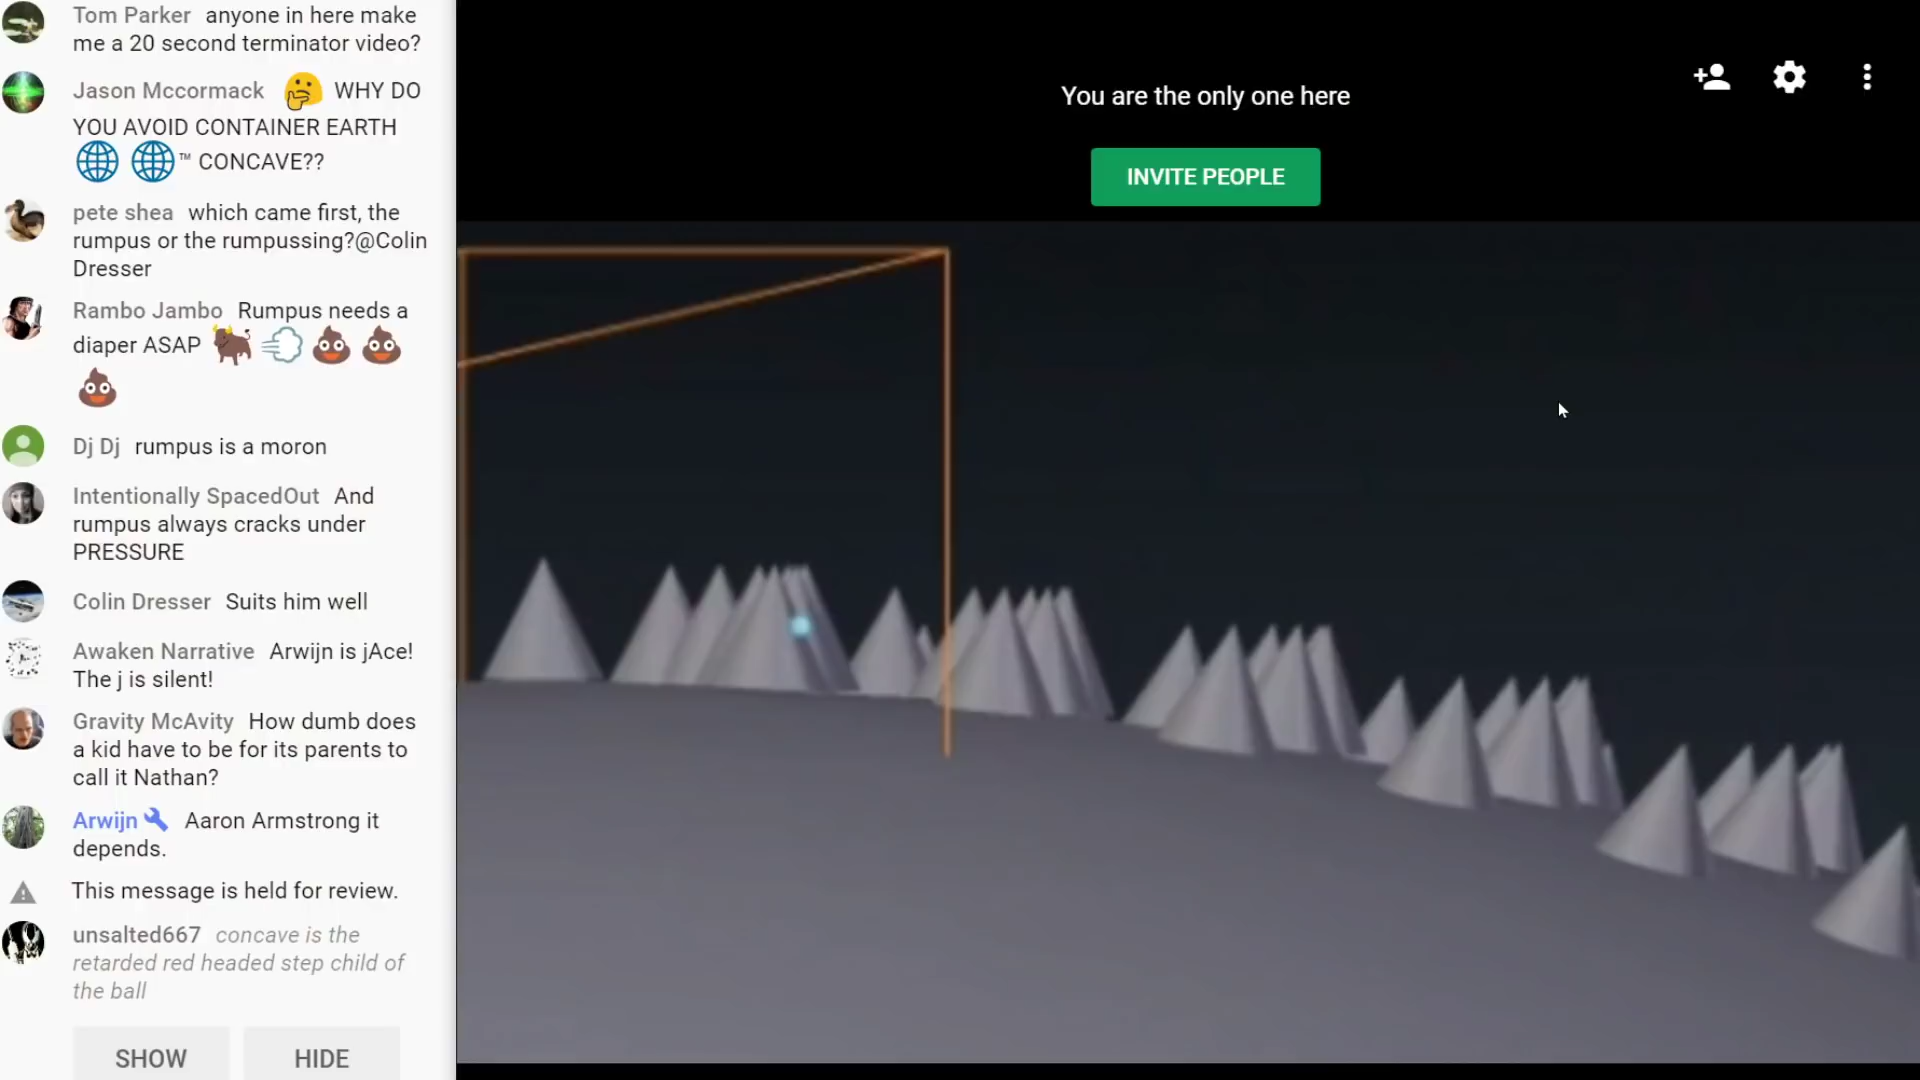 Tom Parker anyone in here make
me a 20 second terminator video?
Jason Mccormack 🤔 WHY DO
YOU AVOID CONTAINER EARTH
🌐 🌐™ CONCAVE??
pete shea which came first, the
rumpus or the rumpussing?@Colin
Dresser
Rambo Jambo Rumpus needs a
diaper ASAP 🐂 💨 💩 💩
💩
Dj Dj rumpus is a moron
Intentionally SpacedOut And
rumpus always cracks under
PRESSURE
Colin Dresser Suits him well
Awaken Narrative Arwijn is jAce!
The j is silent!
Gravity McAvity How dumb does
a kid have to be for its parents to
call it Nathan?
Arwijn Aaron Armstrong it
depends.
This message is held for review.
unsalted667 concave is the
retarded red headed step child of
the ball
SHOW HIDE
You are the only one here
INVITE PEOPLE